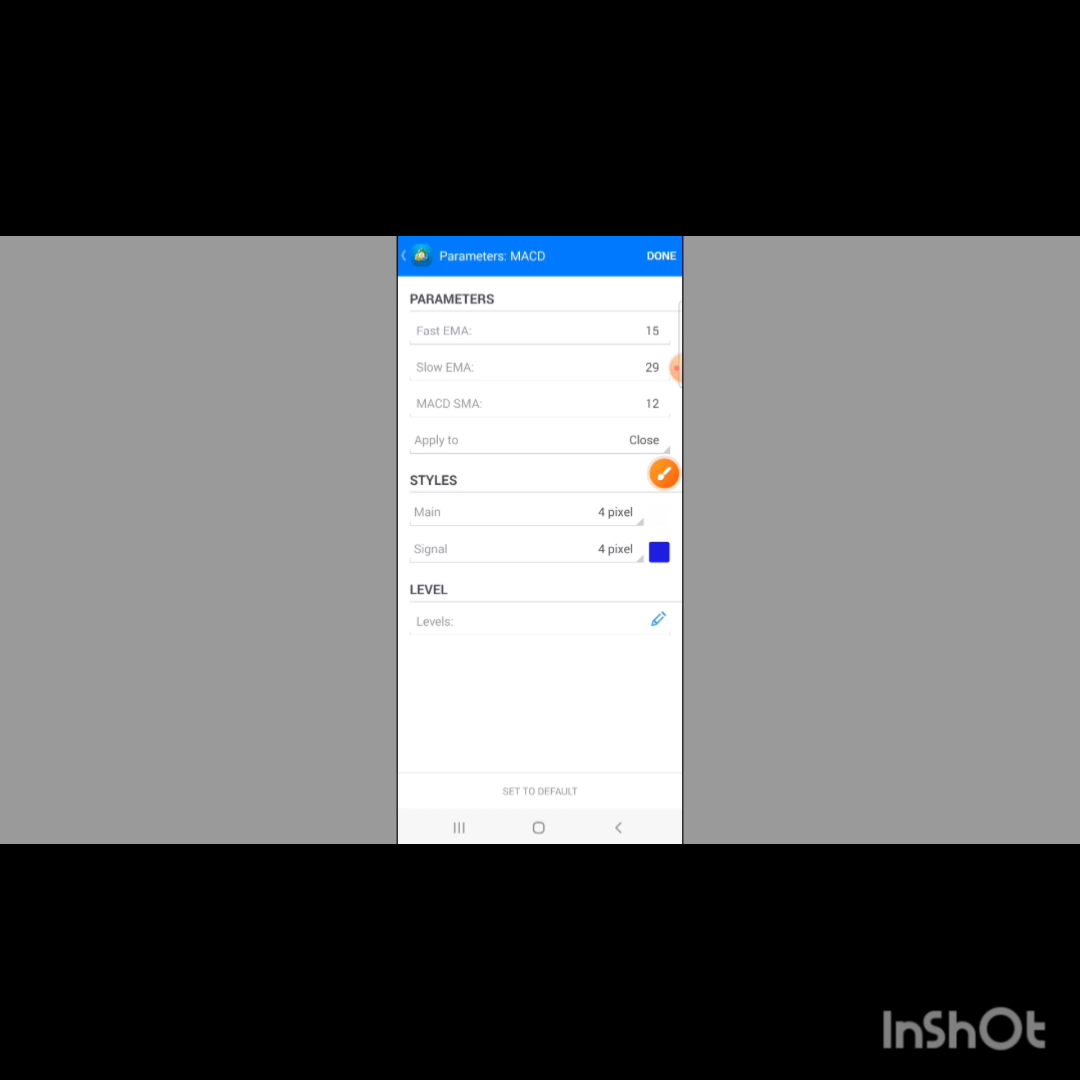 Parameters: MACD DONE
PARAMETERS
Fast EMA: 15
Slow EMA: 29
MACD SMA: 12
Apply to Close
STYLES
Main 4 pixel
Signal 4 pixel
LEVEL
Levels:
SET TO DEFAULT
InShOt